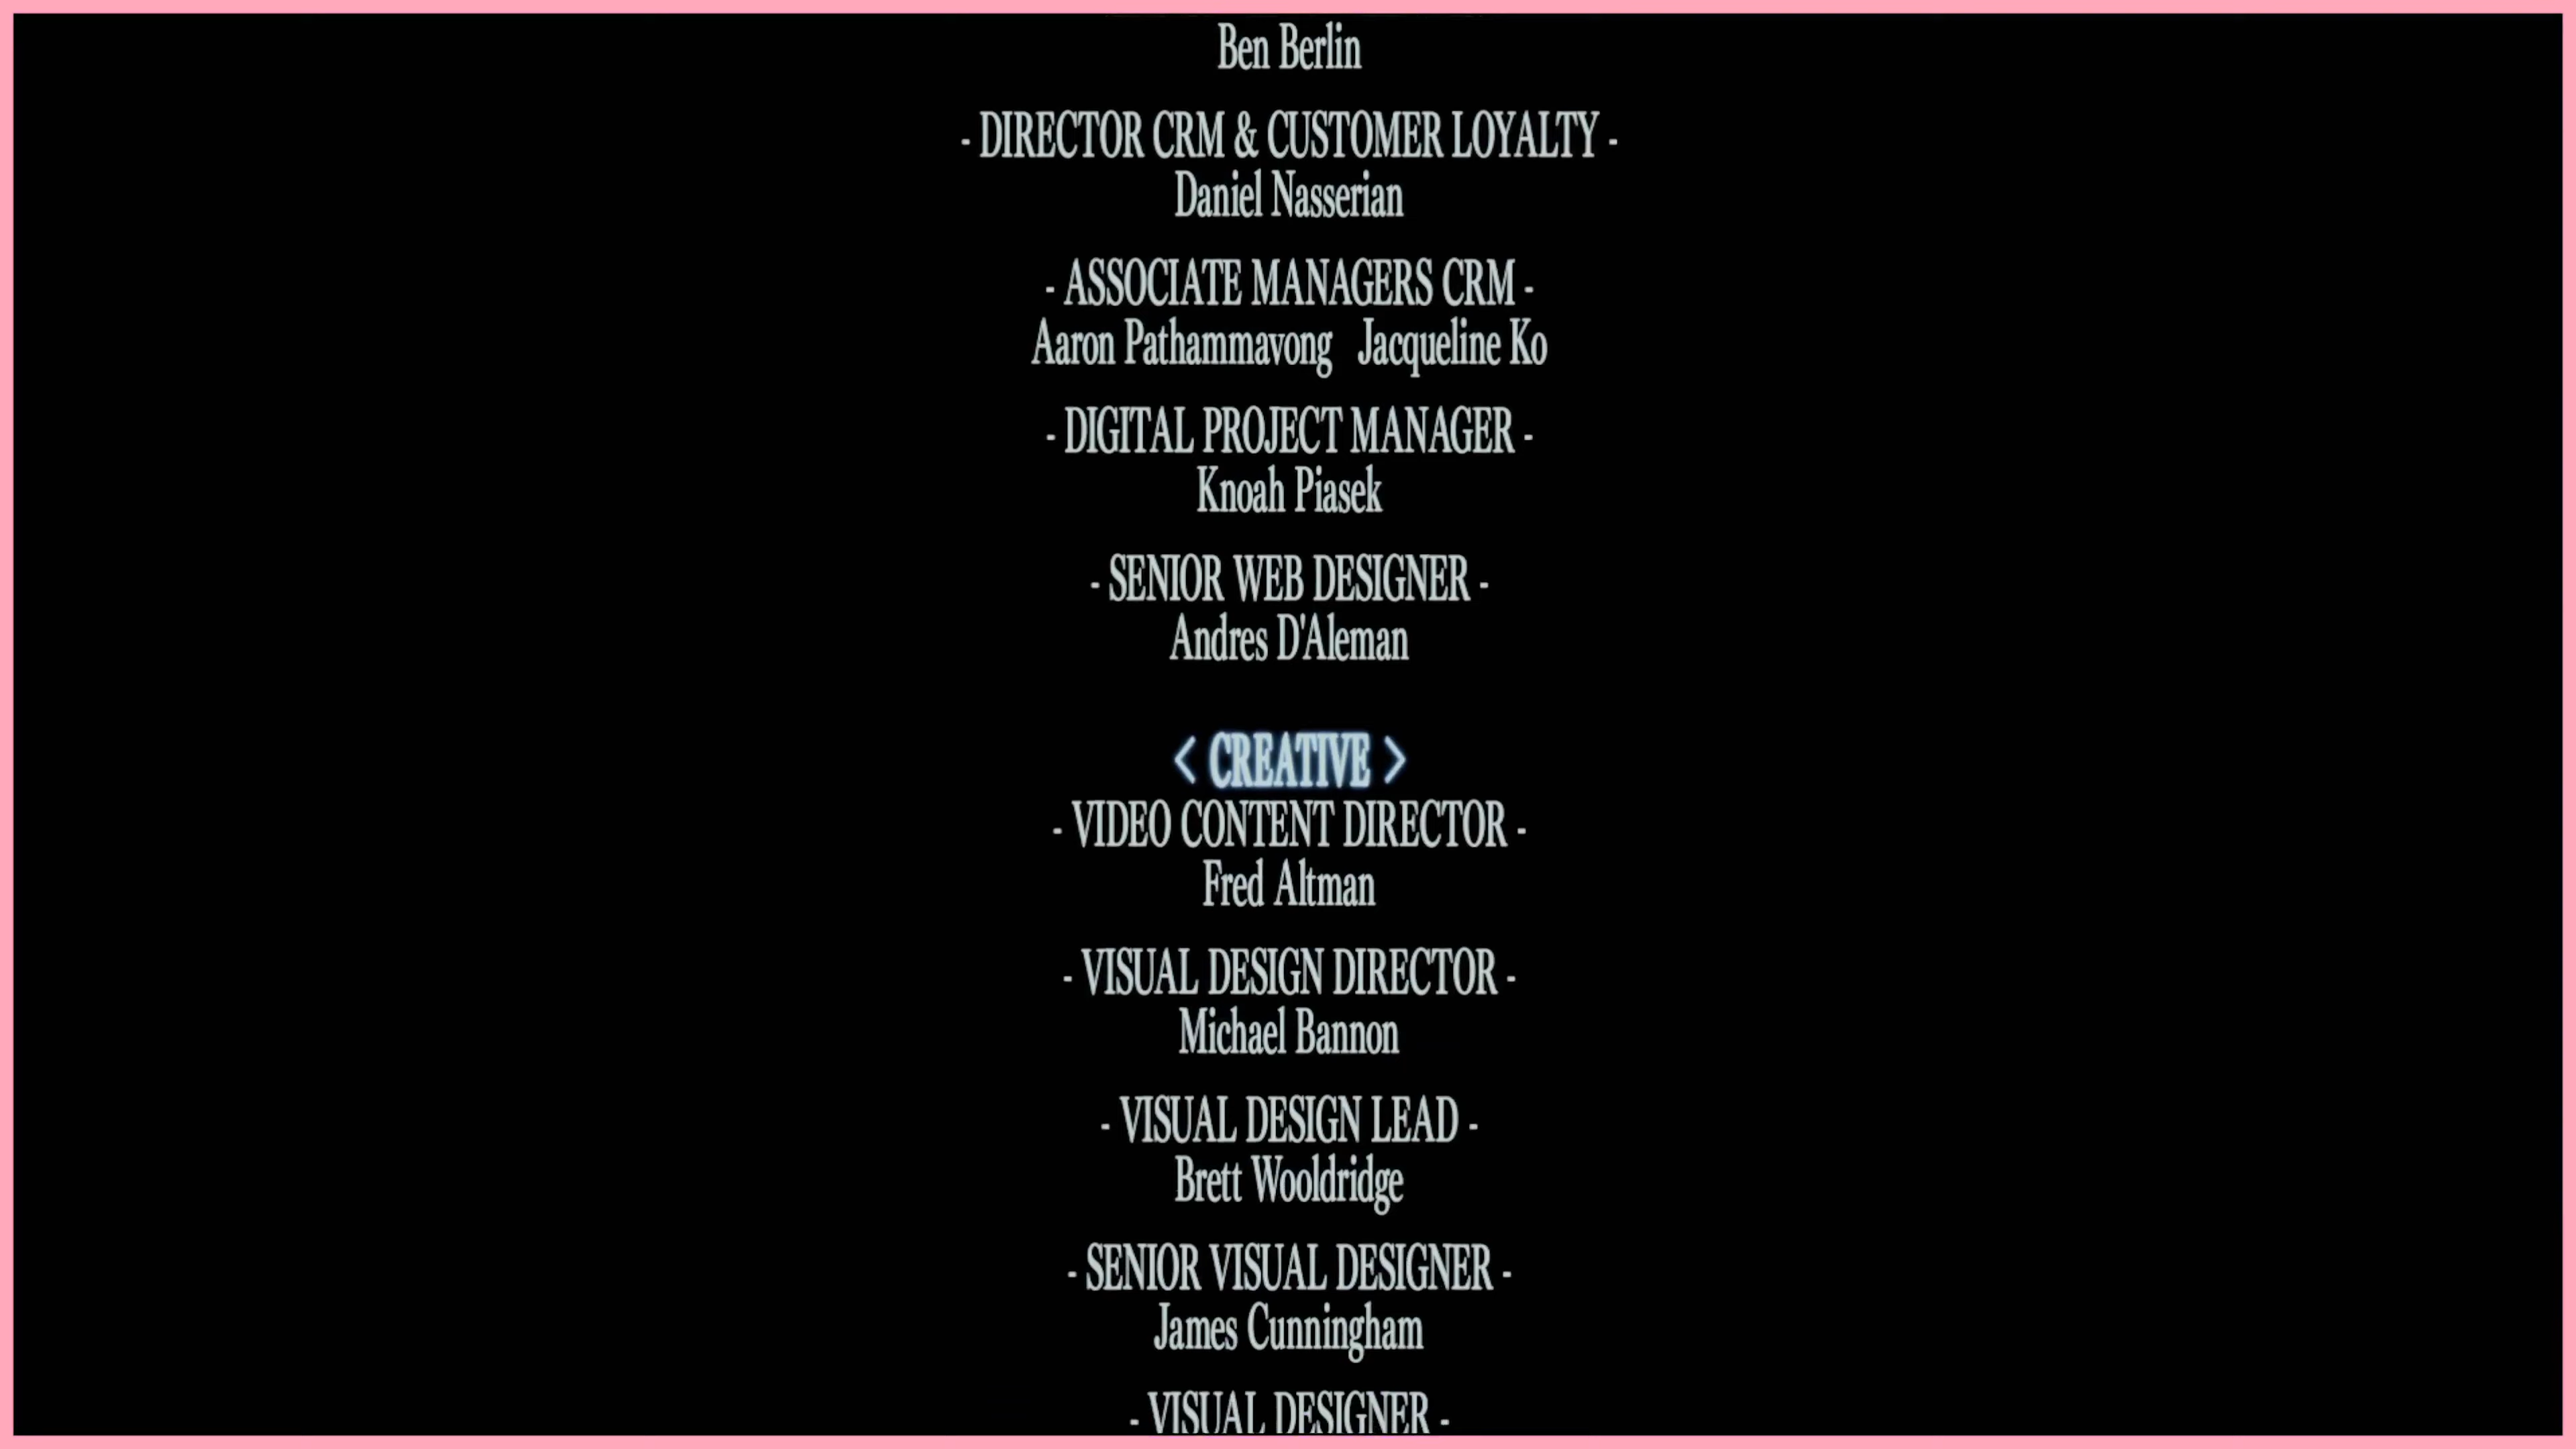 Ben Berlin
- DIRECTOR CRM & CUSTOMER LOYALTY -
Daniel Nasserian
- ASSOCIATE MANAGERS CRM -
Aaron Pathammavong Jacqueline Ko
- DIGITAL PROJECT MANAGER -
Knoah Piasek
- SENIOR WEB DESIGNER -
Andres D'Aleman
< CREATIVE >
- VIDEO CONTENT DIRECTOR -
Fred Altman
- VISUAL DESIGN DIRECTOR -
Michael Bannon
- VISUAL DESIGN LEAD -
Brett Wooldridge
- SENIOR VISUAL DESIGNER -
James Cunningham
- VISUAL DESIGNER -